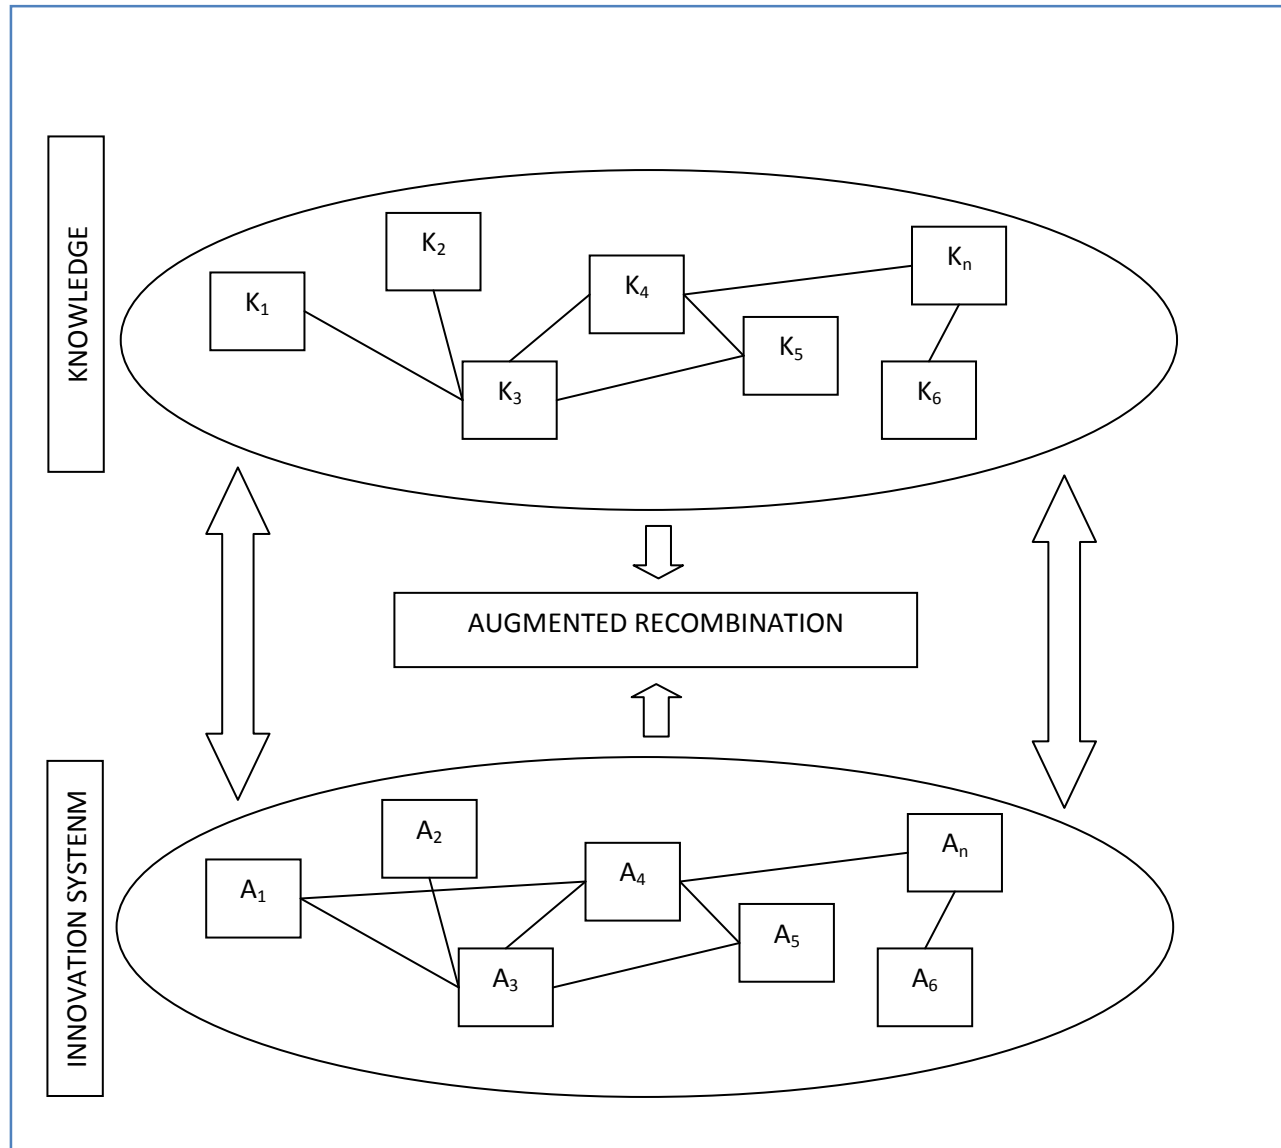 KNOWLEDGE
K2
Kn
K4
K1
K5
K3
K6
AUGMENTED RECOMBINATION
INNOVATION SYSTENM
A2
An
A4
A1
A5
A3
A6